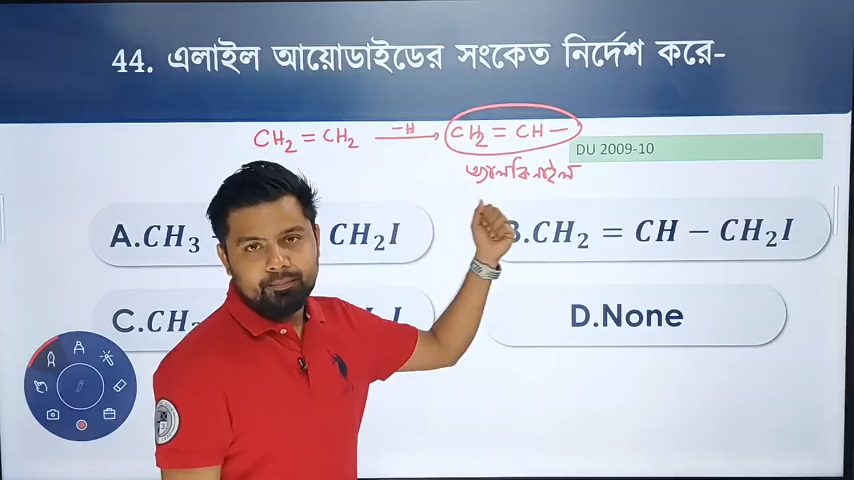 44. এলাইল আয়োডাইডের সংকেত নির্দেশ করে-
CH₂ = CH₂ —H→ CH₂ = CH —
DU 2009-10
অ্যালকিনাইল
A.CH₃ CH₂I
B.CH₂ = CH − CH₂I
C.CH I
D.None